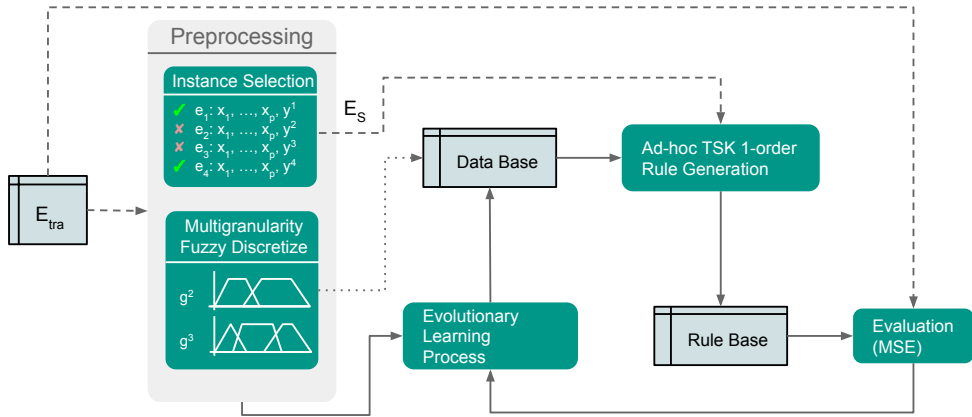 Preprocessing
Instance Selection
✓ e₁: x₁, ..., xₚ, y¹
✘ e₂: x₁, ..., xₚ, y²
✘ e₃: x₁, ..., xₚ, y³
✓ e₄: x₁, ..., xₚ, y⁴
E_S
Data Base
Ad-hoc TSK 1-order
Rule Generation
E_tra
Multigranularity
Fuzzy Discretize
g²
g³
Evolutionary
Learning
Process
Rule Base
Evaluation
(MSE)